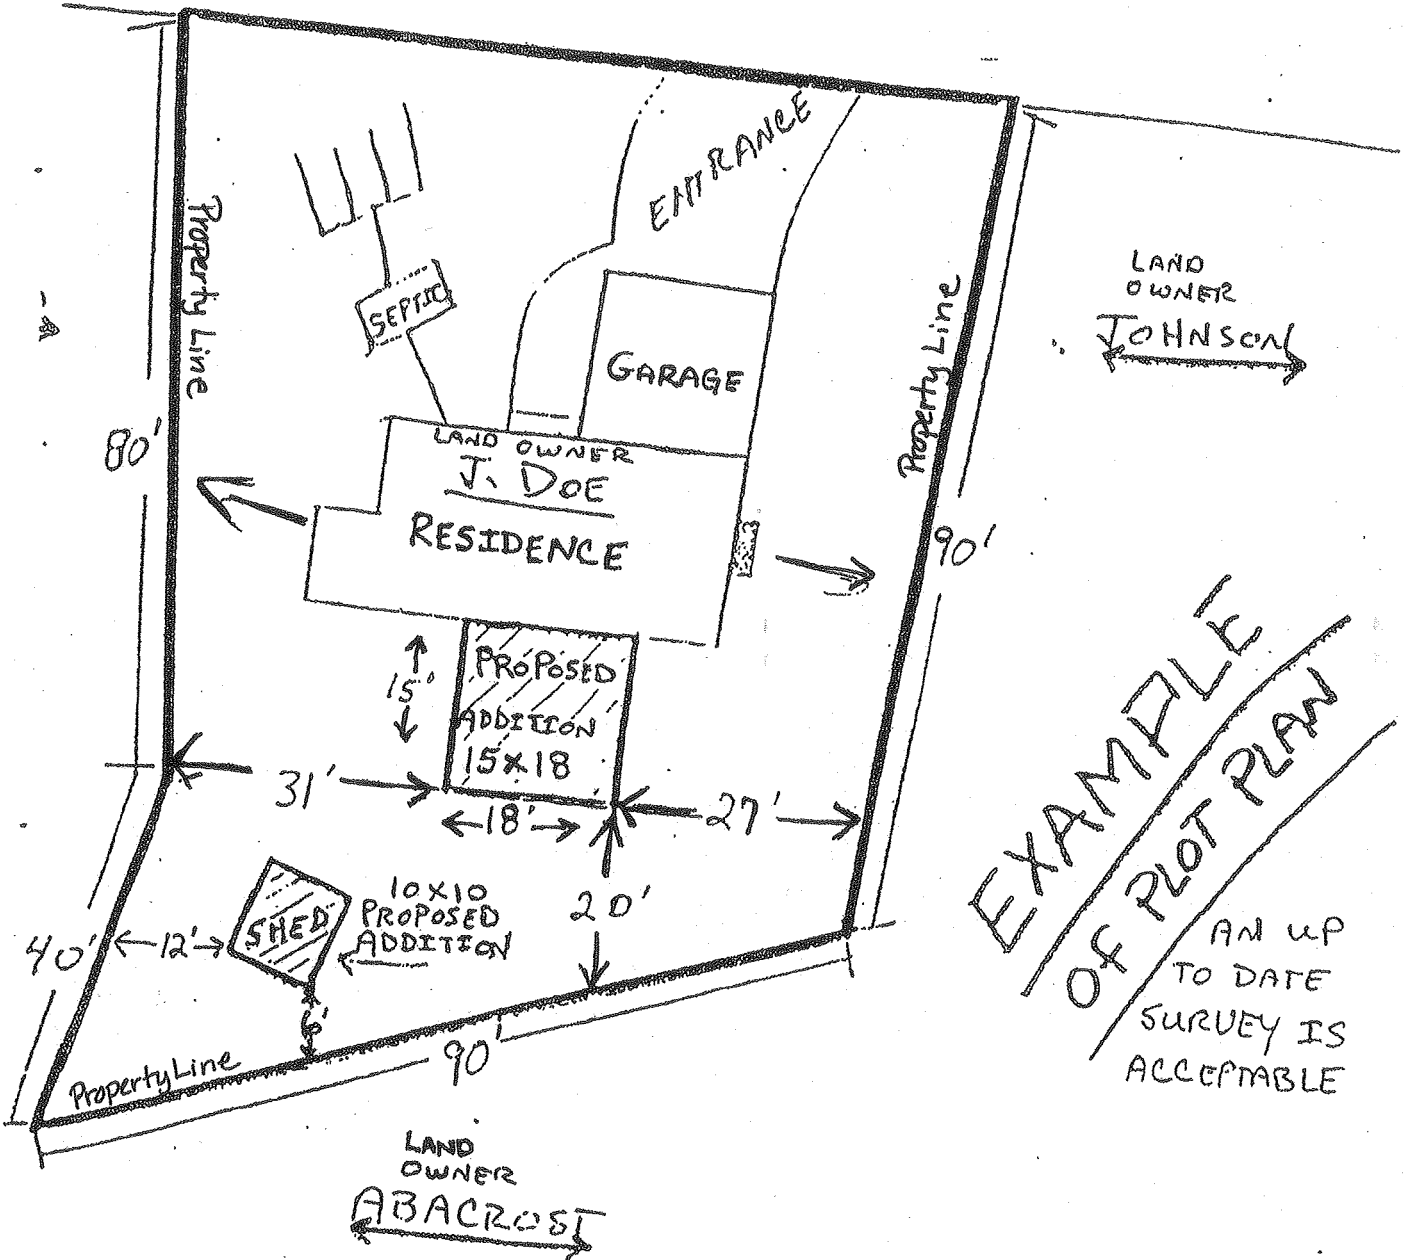 ENTRANCE
Property Line
SEPTIC
GARAGE
Property Line
LAND
OWNER
JOHNSON
80'
LAND OWNER
J. DOE
RESIDENCE
90'
15'
PROPOSED
ADDITION
15x18
31'
18'
27'
20'
40'
12'
SHED
10x10
PROPOSED
ADDITION
6'
Property Line
90'
LAND
OWNER
ABACROST
EXAMPLE
OF PLOT PLAN
AN UP
TO DATE
SURVEY IS
ACCEPTABLE